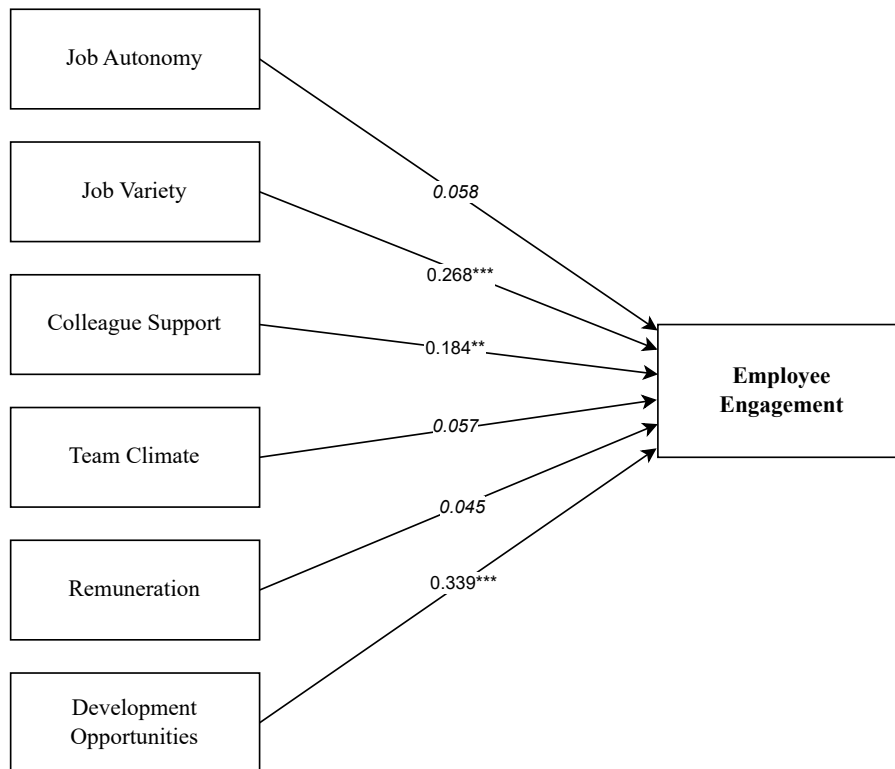 Job Autonomy
0.058
Job Variety
0.268***
Colleague Support
0.184**
Employee
Engagement
Team Climate
0.057
Remuneration
0.045
0.339***
Development
Opportunities